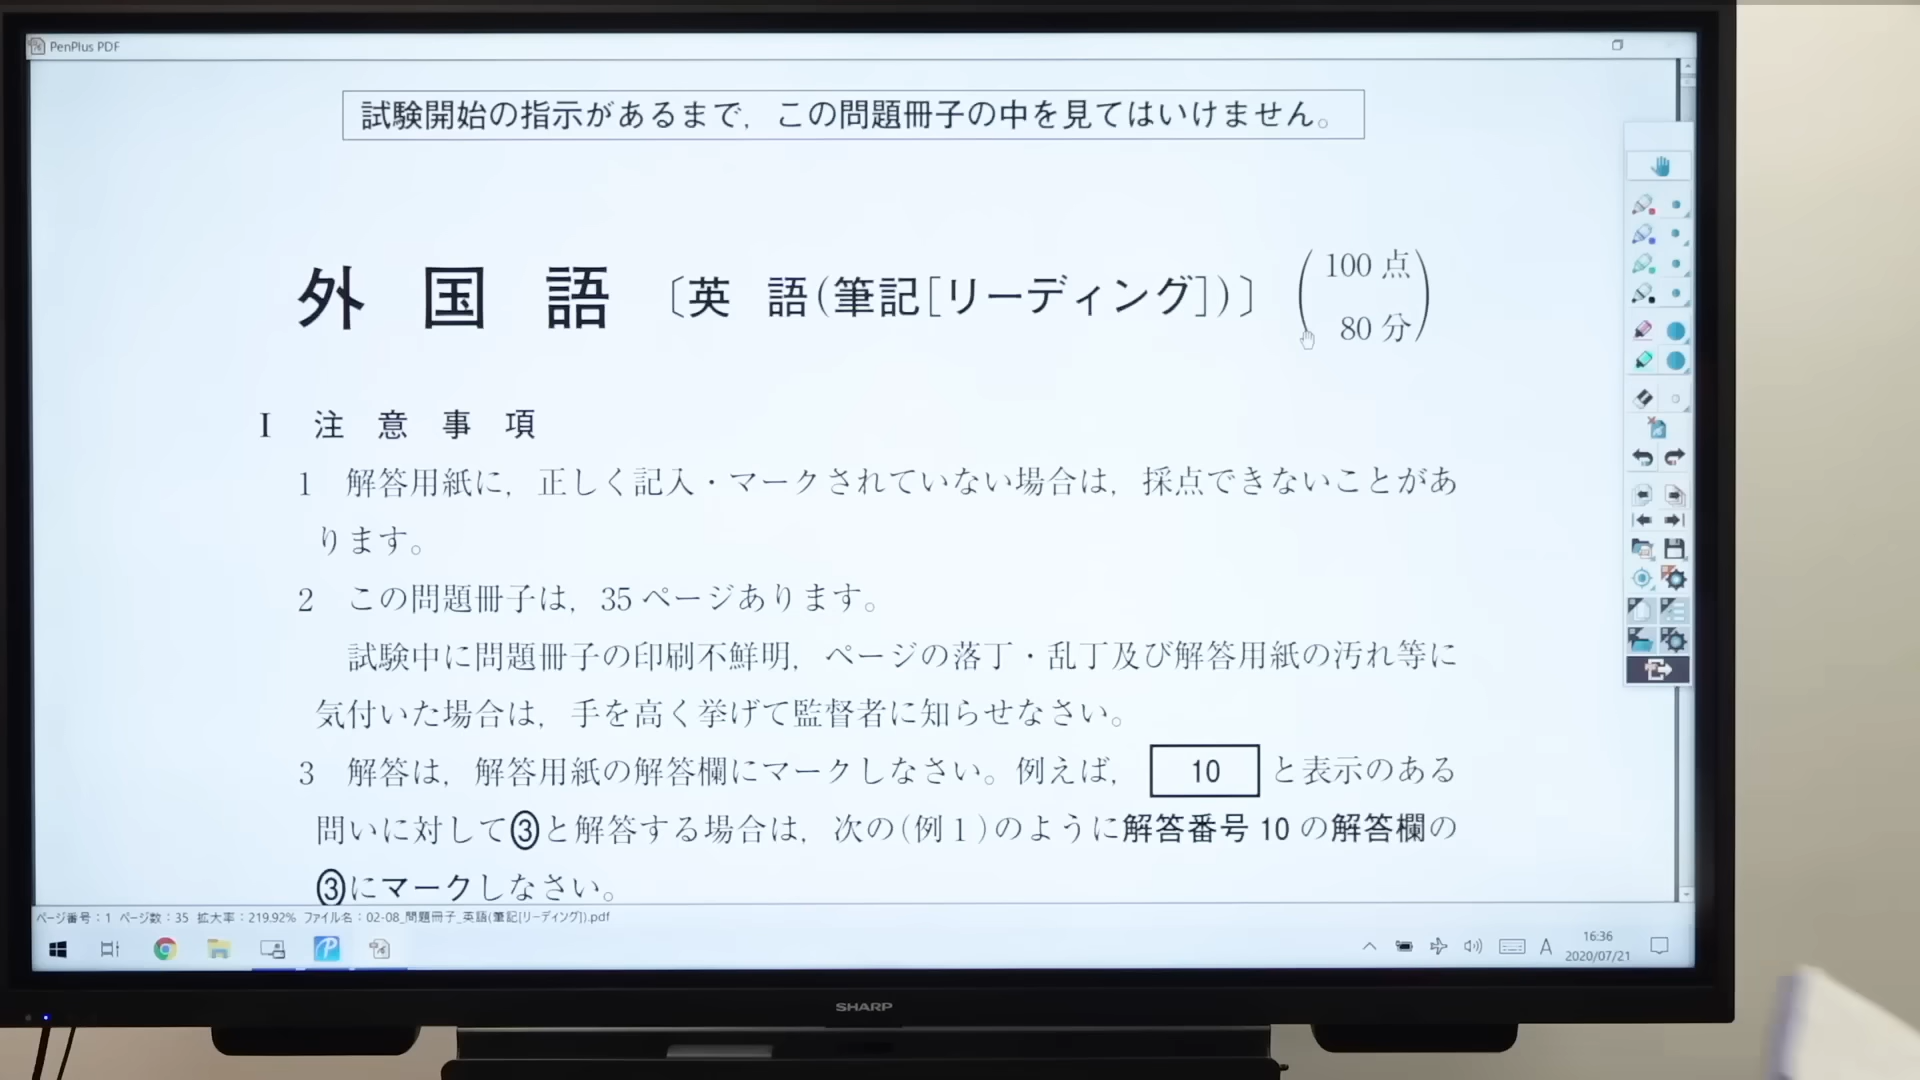 PenPlus PDF
試験開始の指示があるまで，この問題冊子の中を見てはいけません。
外 国 語 〔英 語(筆記[リーディング])〕 (100 点
80 分)
I 注 意 事 項
1 解答用紙に，正しく記入・マークされていない場合は，採点できないことがあ
ります。
2 この問題冊子は，35 ページあります。
試験中に問題冊子の印刷不鮮明，ページの落丁・乱丁及び解答用紙の汚れ等に
気付いた場合は，手を高く挙げて監督者に知らせなさい。
3 解答は，解答用紙の解答欄にマークしなさい。例えば， 10 と表示のある
問いに対して③と解答する場合は，次の(例１)のように解答番号 10 の解答欄の
③にマークしなさい。
ページ番号：1 ページ数：35 拡大率：219.92% ファイル名：02-08_問題冊子_英語(筆記[リーディング]).pdf
A
16:36
2020/07/21
SHARP